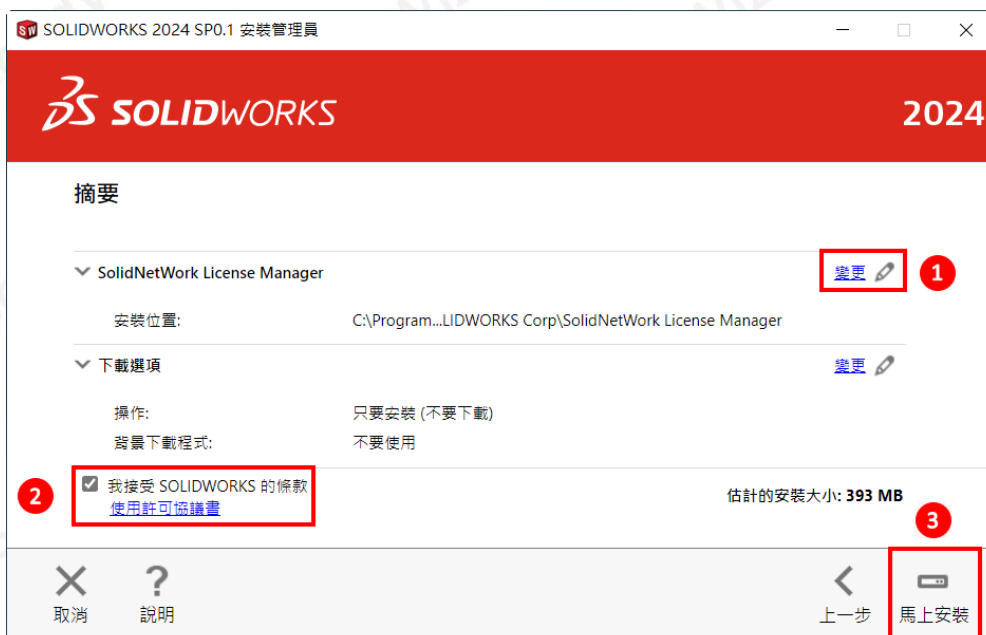 SW SOLIDWORKS 2024 SP0.1 安裝管理員
SOLIDWORKS 2024
摘要
SolidNetWork License Manager 變更 1
安裝位置: C:\Program...LIDWORKS Corp\SolidNetWork License Manager
下載選項 變更
操作: 只要安裝 (不要下載)
背景下載程式: 不要使用
2 我接受 SOLIDWORKS 的條款
使用許可協議書
估計的安裝大小: 393 MB
3
取消 說明 上一步 馬上安裝